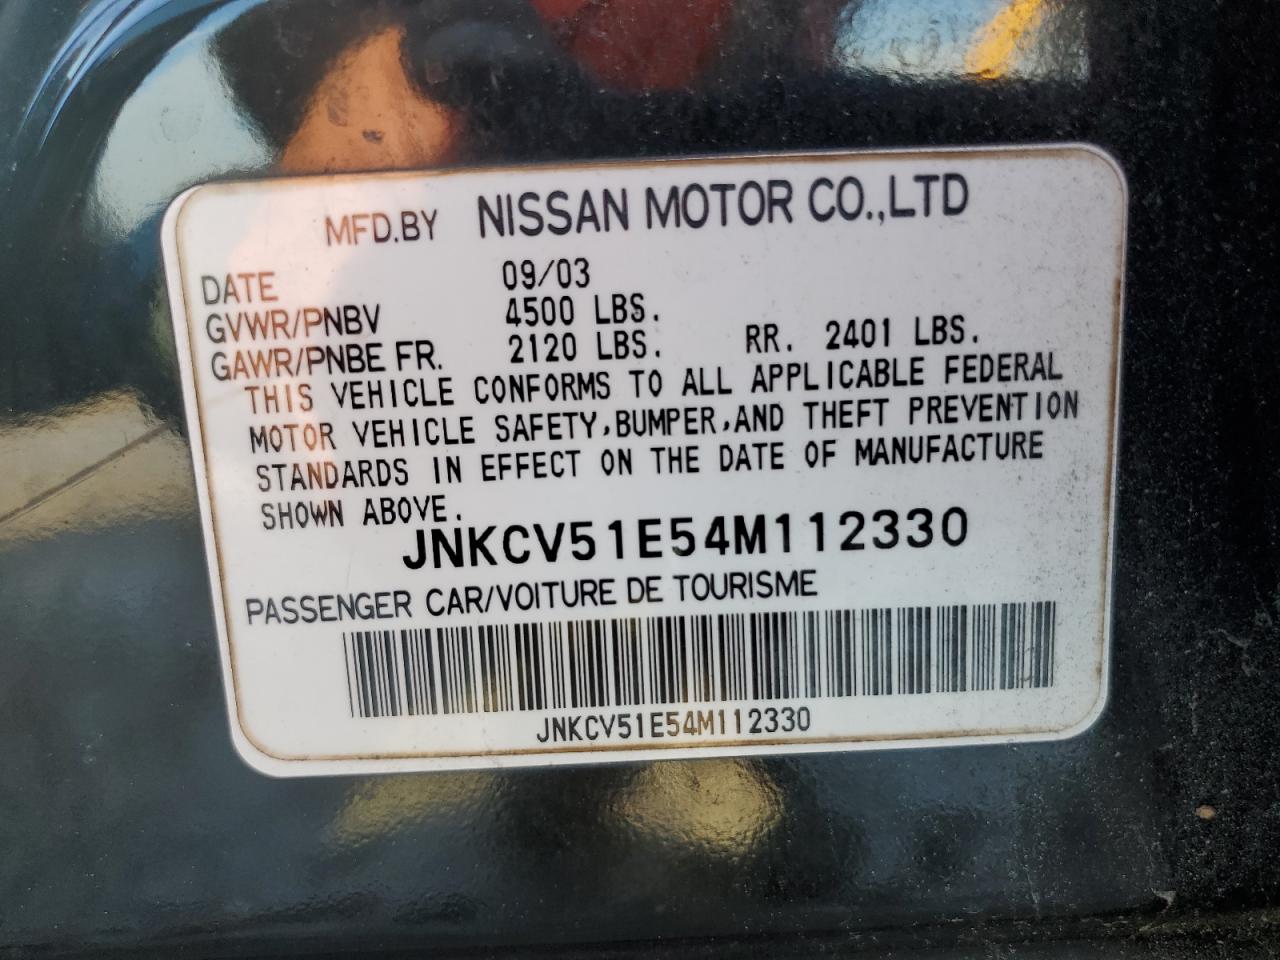 MFD.BY NISSAN MOTOR CO.,LTD
DATE 09/03
GVWR/PNBV 4500 LBS.
GAWR/PNBE FR. 2120 LBS. RR. 2401 LBS.
THIS VEHICLE CONFORMS TO ALL APPLICABLE FEDERAL
MOTOR VEHICLE SAFETY,BUMPER,AND THEFT PREVENTION
STANDARDS IN EFFECT ON THE DATE OF MANUFACTURE
SHOWN ABOVE.
JNKCV51E54M112330
PASSENGER CAR/VOITURE DE TOURISME
JNKCV51E54M112330